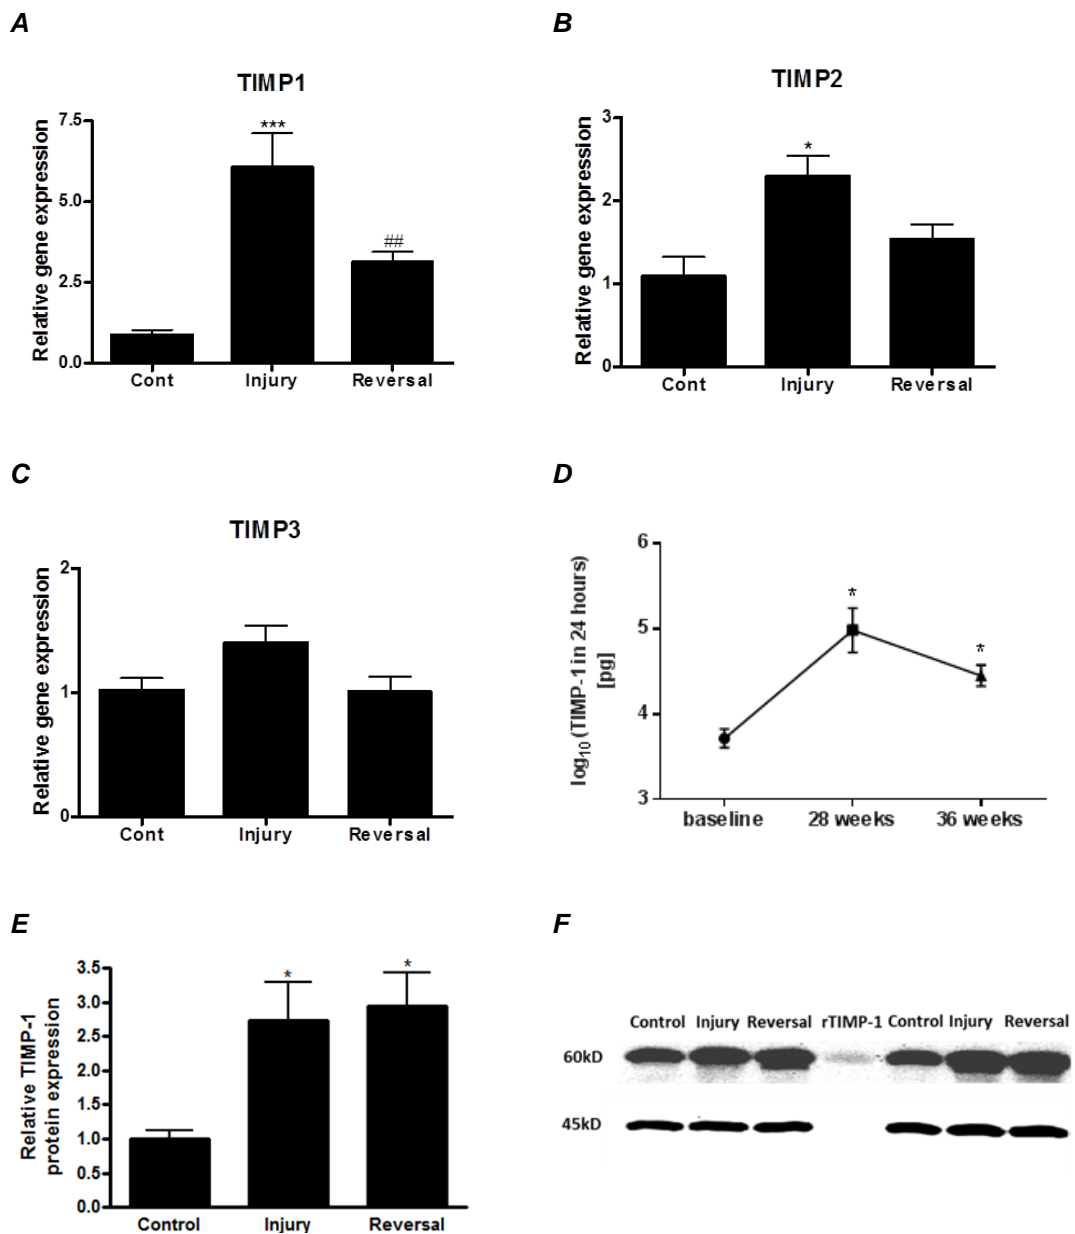 A
TIMP1
Relative gene expression
7.5
5.0
2.5
0.0
***
##
Cont Injury Reversal
B
TIMP2
Relative gene expression
3
2
1
0
*
Cont Injury Reversal
C
TIMP3
Relative gene expression
2
1
0
Cont Injury Reversal
D
log10 (TIMP-1 in 24 hours)
[pg]
6
5
4
3
*
*
baseline 28 weeks 36 weeks
E
Relative TIMP-1
protein expression
3.5
3.0
2.5
2.0
1.5
1.0
0.5
0.0
*
*
Control Injury Reversal
F
Control Injury Reversal rTIMP-1 Control Injury Reversal
60kD
45kD